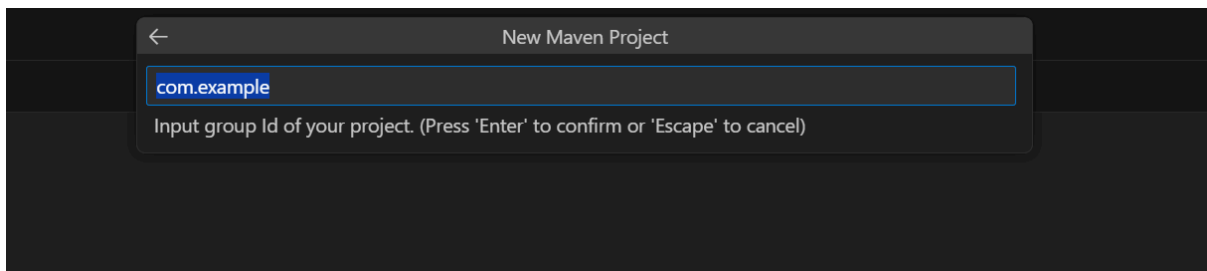 New Maven Project
com.example
Input group Id of your project. (Press 'Enter' to confirm or 'Escape' to cancel)